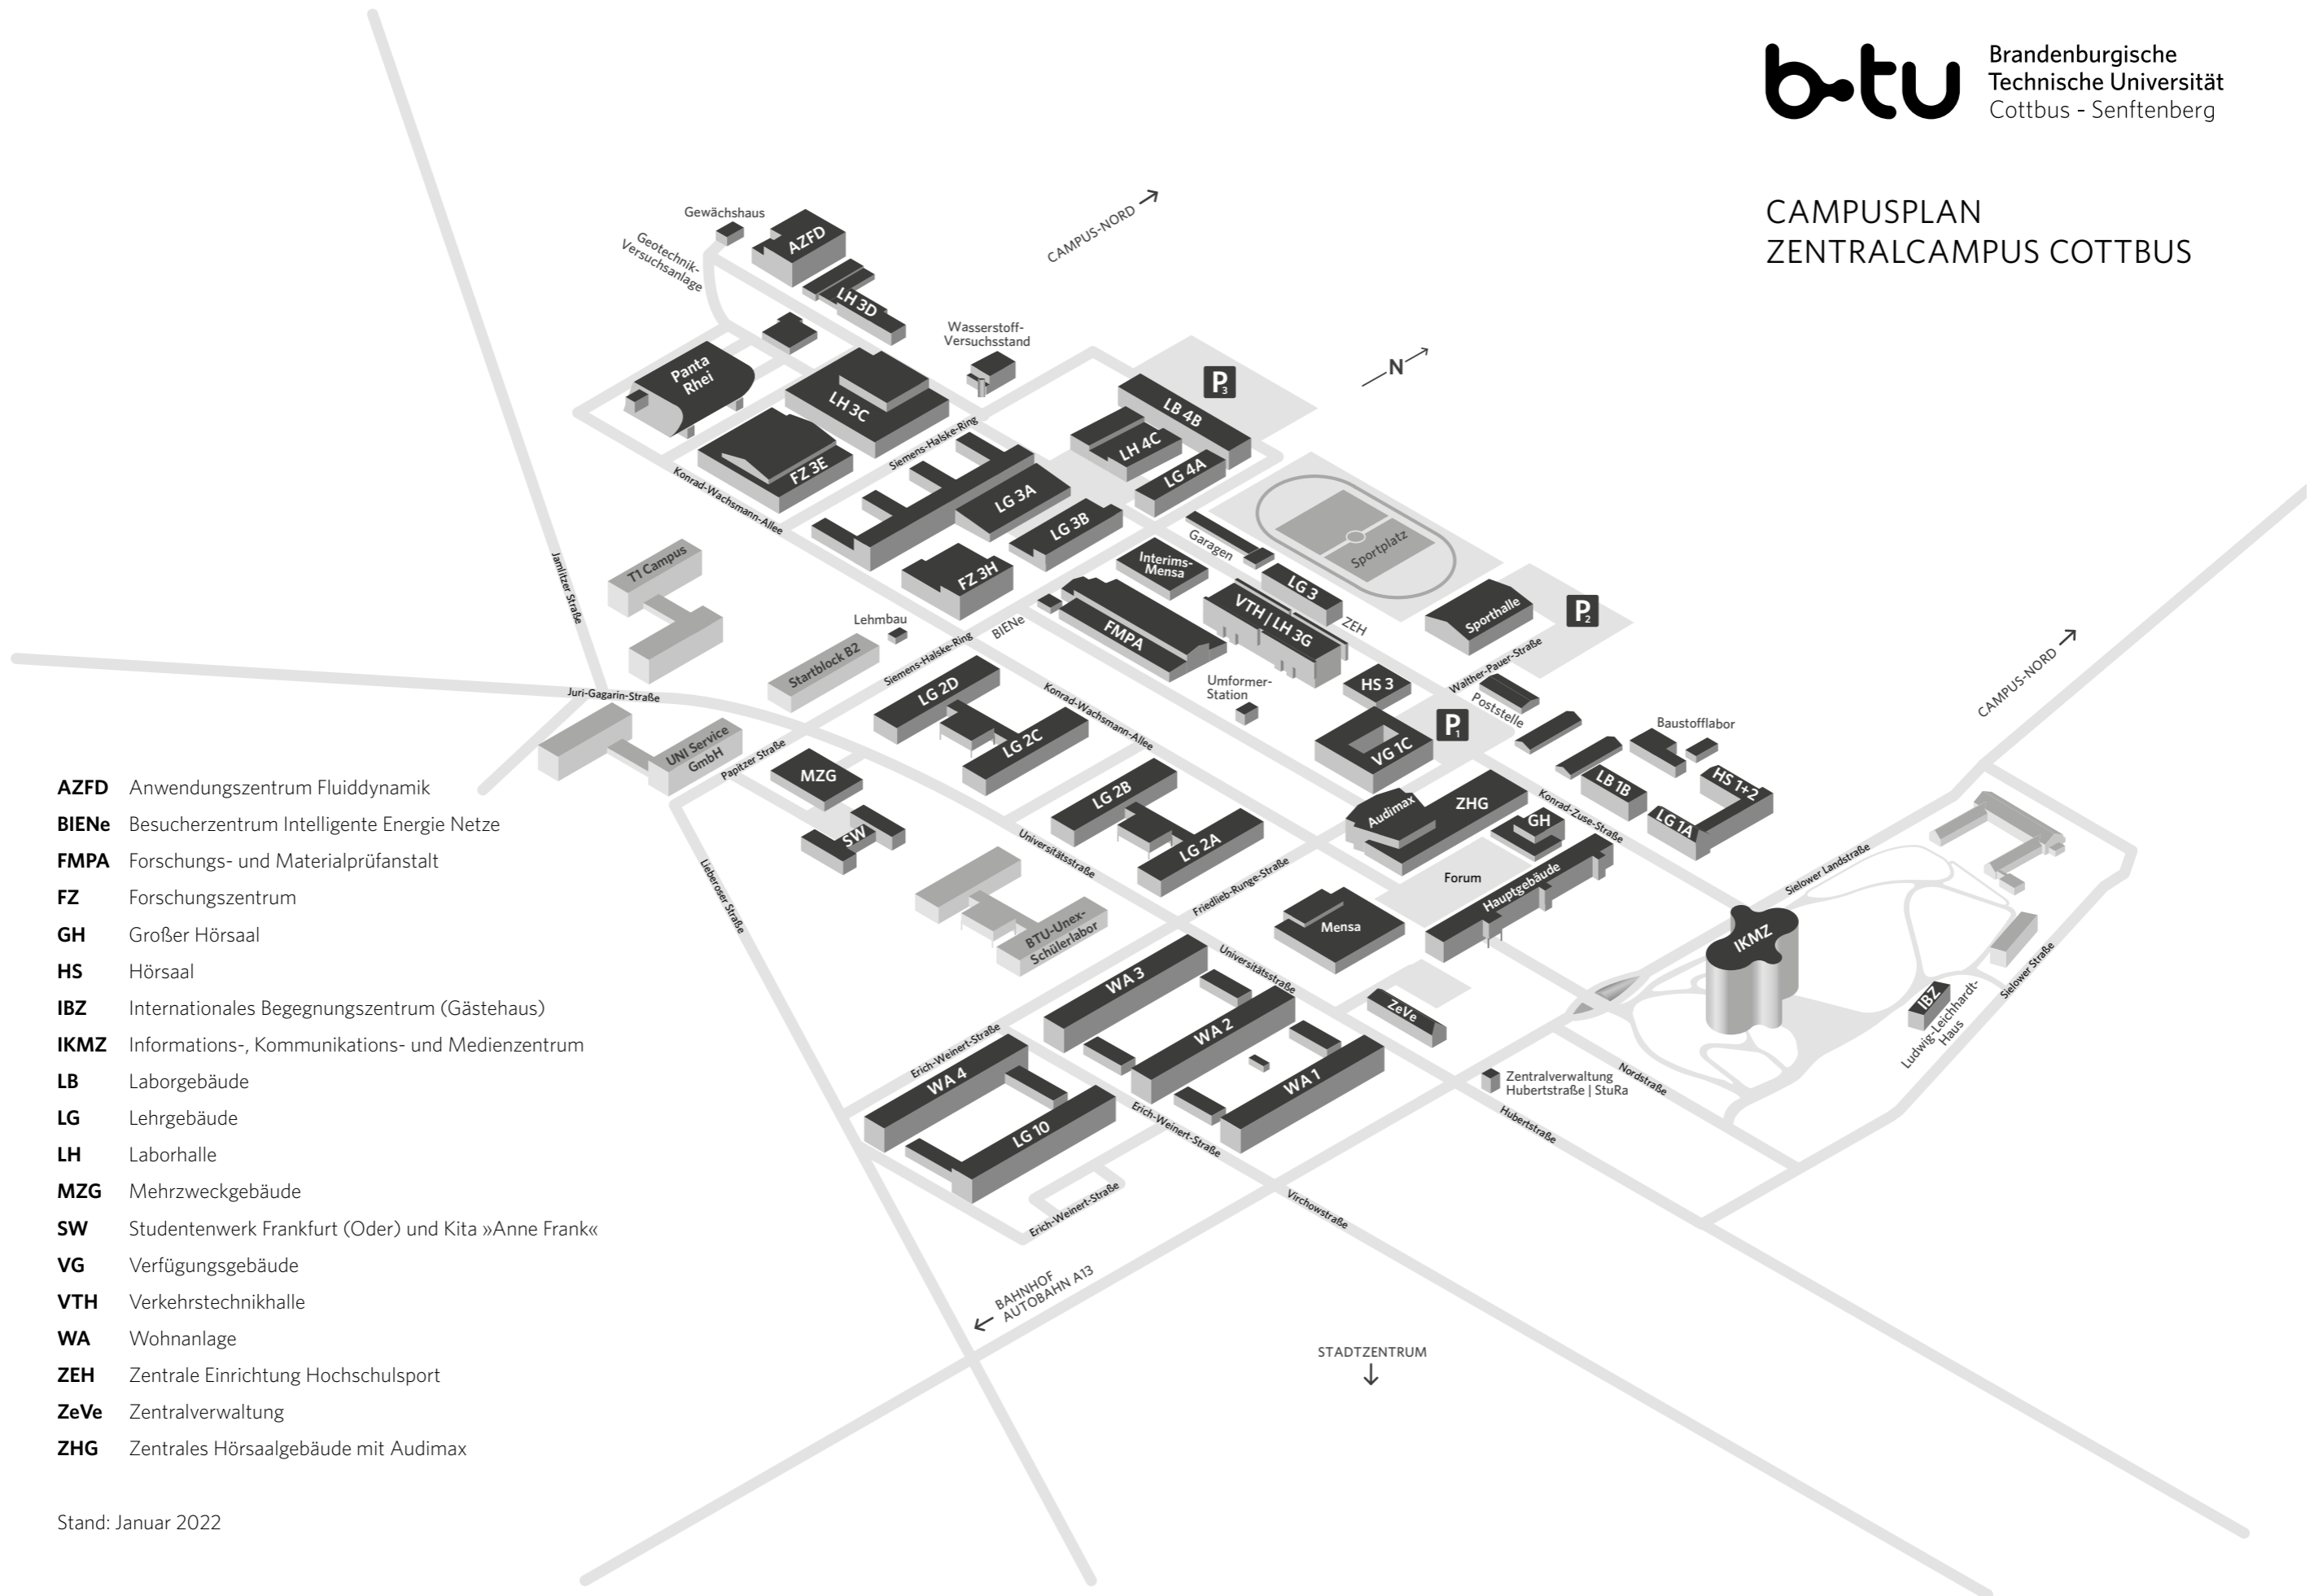 b-tu
Brandenburgische
Technische Universität
Cottbus - Senftenberg
CAMPUSPLAN
ZENTRALCAMPUS COTTBUS
Gewächshaus
Geotechnik-
Versuchsanlage
AZFD
LH 3D
CAMPUS-NORD
Wasserstoff-
Versuchsstand
N
Panta
Rhei
LH 3C
FZ 3E
Siemens-Halske-Ring
Konrad-Wachsmann-Allee
P3
LB 4B
LH 4C
LG 4A
LG 3A
LG 3B
FZ 3H
Garagen
Sportplatz
Interims-
Mensa
LG 3
ZEH
VTH | LH 3G
FMPA
BIENe
Sporthalle
P2
Walther-Pauer-Straße
Jamlitzer Straße
T1 Campus
Lehmbau
Startblock B2
Siemens-Halske-Ring
LG 2D
LG 2C
Konrad-Wachsmann-Allee
Umformer-
Station
HS 3
VG 1C
P1
Poststelle
Baustofflabor
CAMPUS-NORD
Juri-Gagarin-Straße
UNI Service
GmbH
Papitzer Straße
MZG
SW
LG 2B
LG 2A
Universitätsstraße
Audimax
ZHG
GH
Konrad-Zuse-Straße
LB 1B
LG 1A
HS 1+2
Lieberoser Straße
BTU-Unex-
Schülerlabor
Friedlieb-Runge-Straße
Forum
Hauptgebäude
Mensa
Sielower Landstraße
IKMZ
IBZ
Ludwig-Leichhardt-
Haus
Sielower Straße
WA 3
Universitätsstraße
WA 2
ZeVe
WA 1
Erich-Weinert-Straße
WA 4
LG 10
Erich-Weinert-Straße
Erich-Weinert-Straße
Zentralverwaltung
Hubertstraße | StuRa
Hubertstraße
Nordstraße
Virchowstraße
BAHNHOF
AUTOBAHN A13
STADTZENTRUM
AZFD Anwendungszentrum Fluiddynamik
BIENe Besucherzentrum Intelligente Energie Netze
FMPA Forschungs- und Materialprüfanstalt
FZ Forschungszentrum
GH Großer Hörsaal
HS Hörsaal
IBZ Internationales Begegnungszentrum (Gästehaus)
IKMZ Informations-, Kommunikations- und Medienzentrum
LB Laborgebäude
LG Lehrgebäude
LH Laborhalle
MZG Mehrzweckgebäude
SW Studentenwerk Frankfurt (Oder) und Kita »Anne Frank«
VG Verfügungsgebäude
VTH Verkehrstechnikhalle
WA Wohnanlage
ZEH Zentrale Einrichtung Hochschulsport
ZeVe Zentralverwaltung
ZHG Zentrales Hörsaalgebäude mit Audimax
Stand: Januar 2022